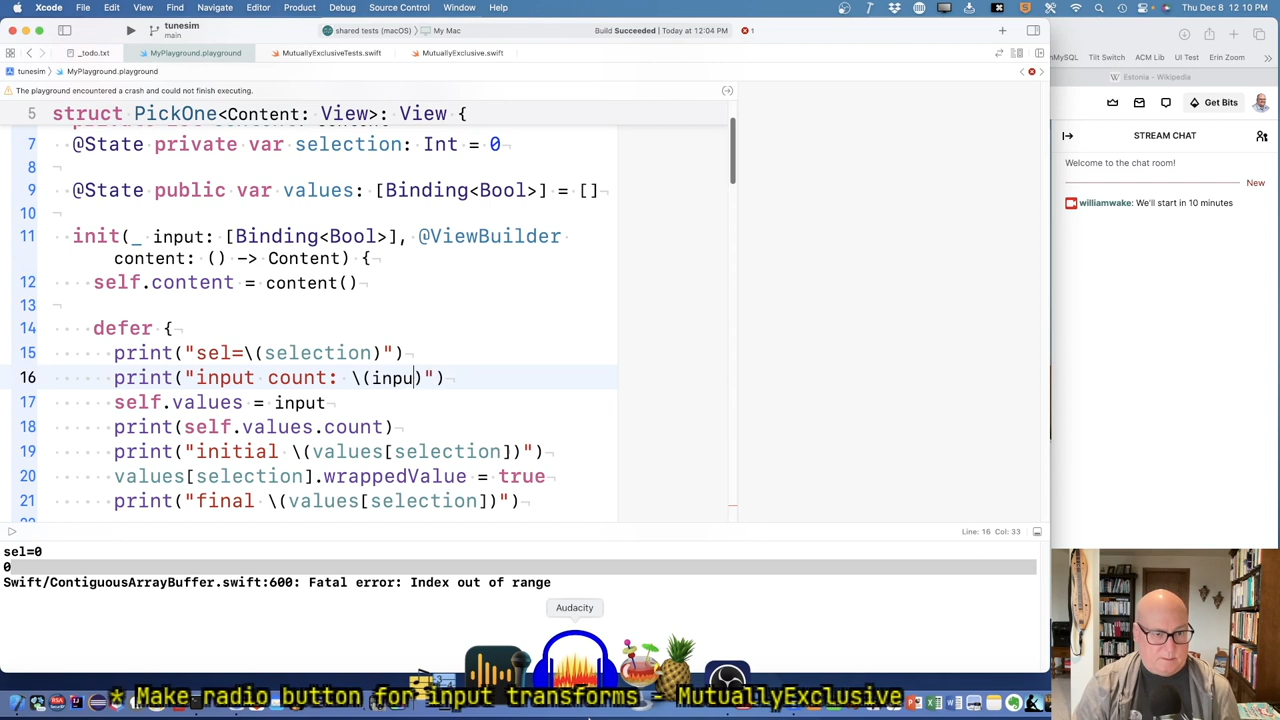 Xcode File Edit View Find Navigate Editor Product Debug Source Control Window Help
Fri Dec 8 12:10 PM
tunesim
main
shared tests (macOS) My Mac
Build Succeeded | Today at 12:04 PM
1
_todo.txt MyPlayground.playground MutuallyExclusiveTests.swift MutuallyExclusive.swift
MySQL Tilt Switch ACM Lib UI Test Erin Zoom
tunesim MyPlayground.playground
Estonia - Wikipedia
The playground encountered a crash and could not finish executing.
Get Bits
5 struct PickOne<Content: View>: View {
7 @State private var selection: Int = 0
8
9 @State public var values: [Binding<Bool>] = []
10
11 init(_ input: [Binding<Bool>], @ViewBuilder
content: () -> Content) {
12 self.content = content()
13
14 defer {
15 print("sel=\(selection)")
16 print("input count: \(inpu)")
17 self.values = input
18 print(self.values.count)
19 print("initial \(values[selection])")
20 values[selection].wrappedValue = true
21 print("final \(values[selection])")
STREAM CHAT
Welcome to the chat room!
New
williamwake: We'll start in 10 minutes
Line: 16 Col: 33
sel=0
0
Swift/ContiguousArrayBuffer.swift:600: Fatal error: Index out of range
Audacity
* Make radio button for input transforms - MutuallyExclusive